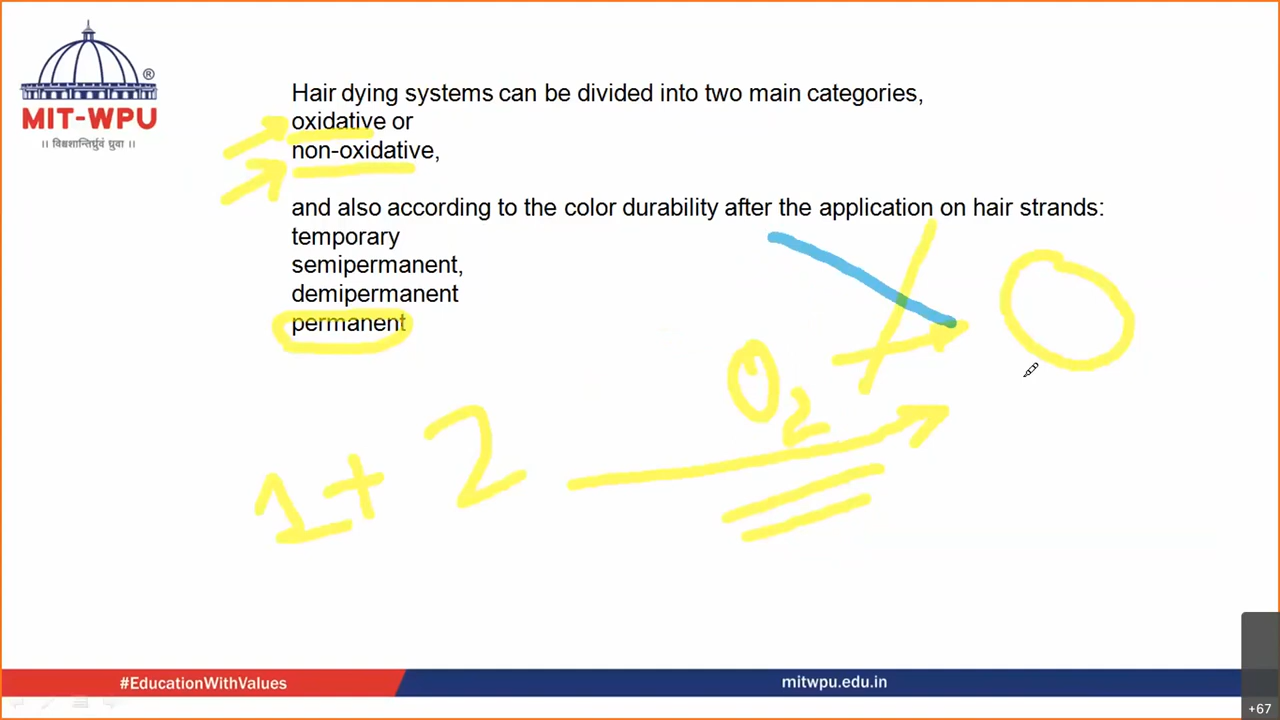 ®
MIT-WPU
।। विश्वशान्तिर्ध्रुवं ध्रुवा ।।
Hair dying systems can be divided into two main categories,
oxidative or
non-oxidative,
and also according to the color durability after the application on hair strands:
temporary
semipermanent,
demipermanent
permanent
O2
1 + 2
#EducationWithValues
mitwpu.edu.in
+67